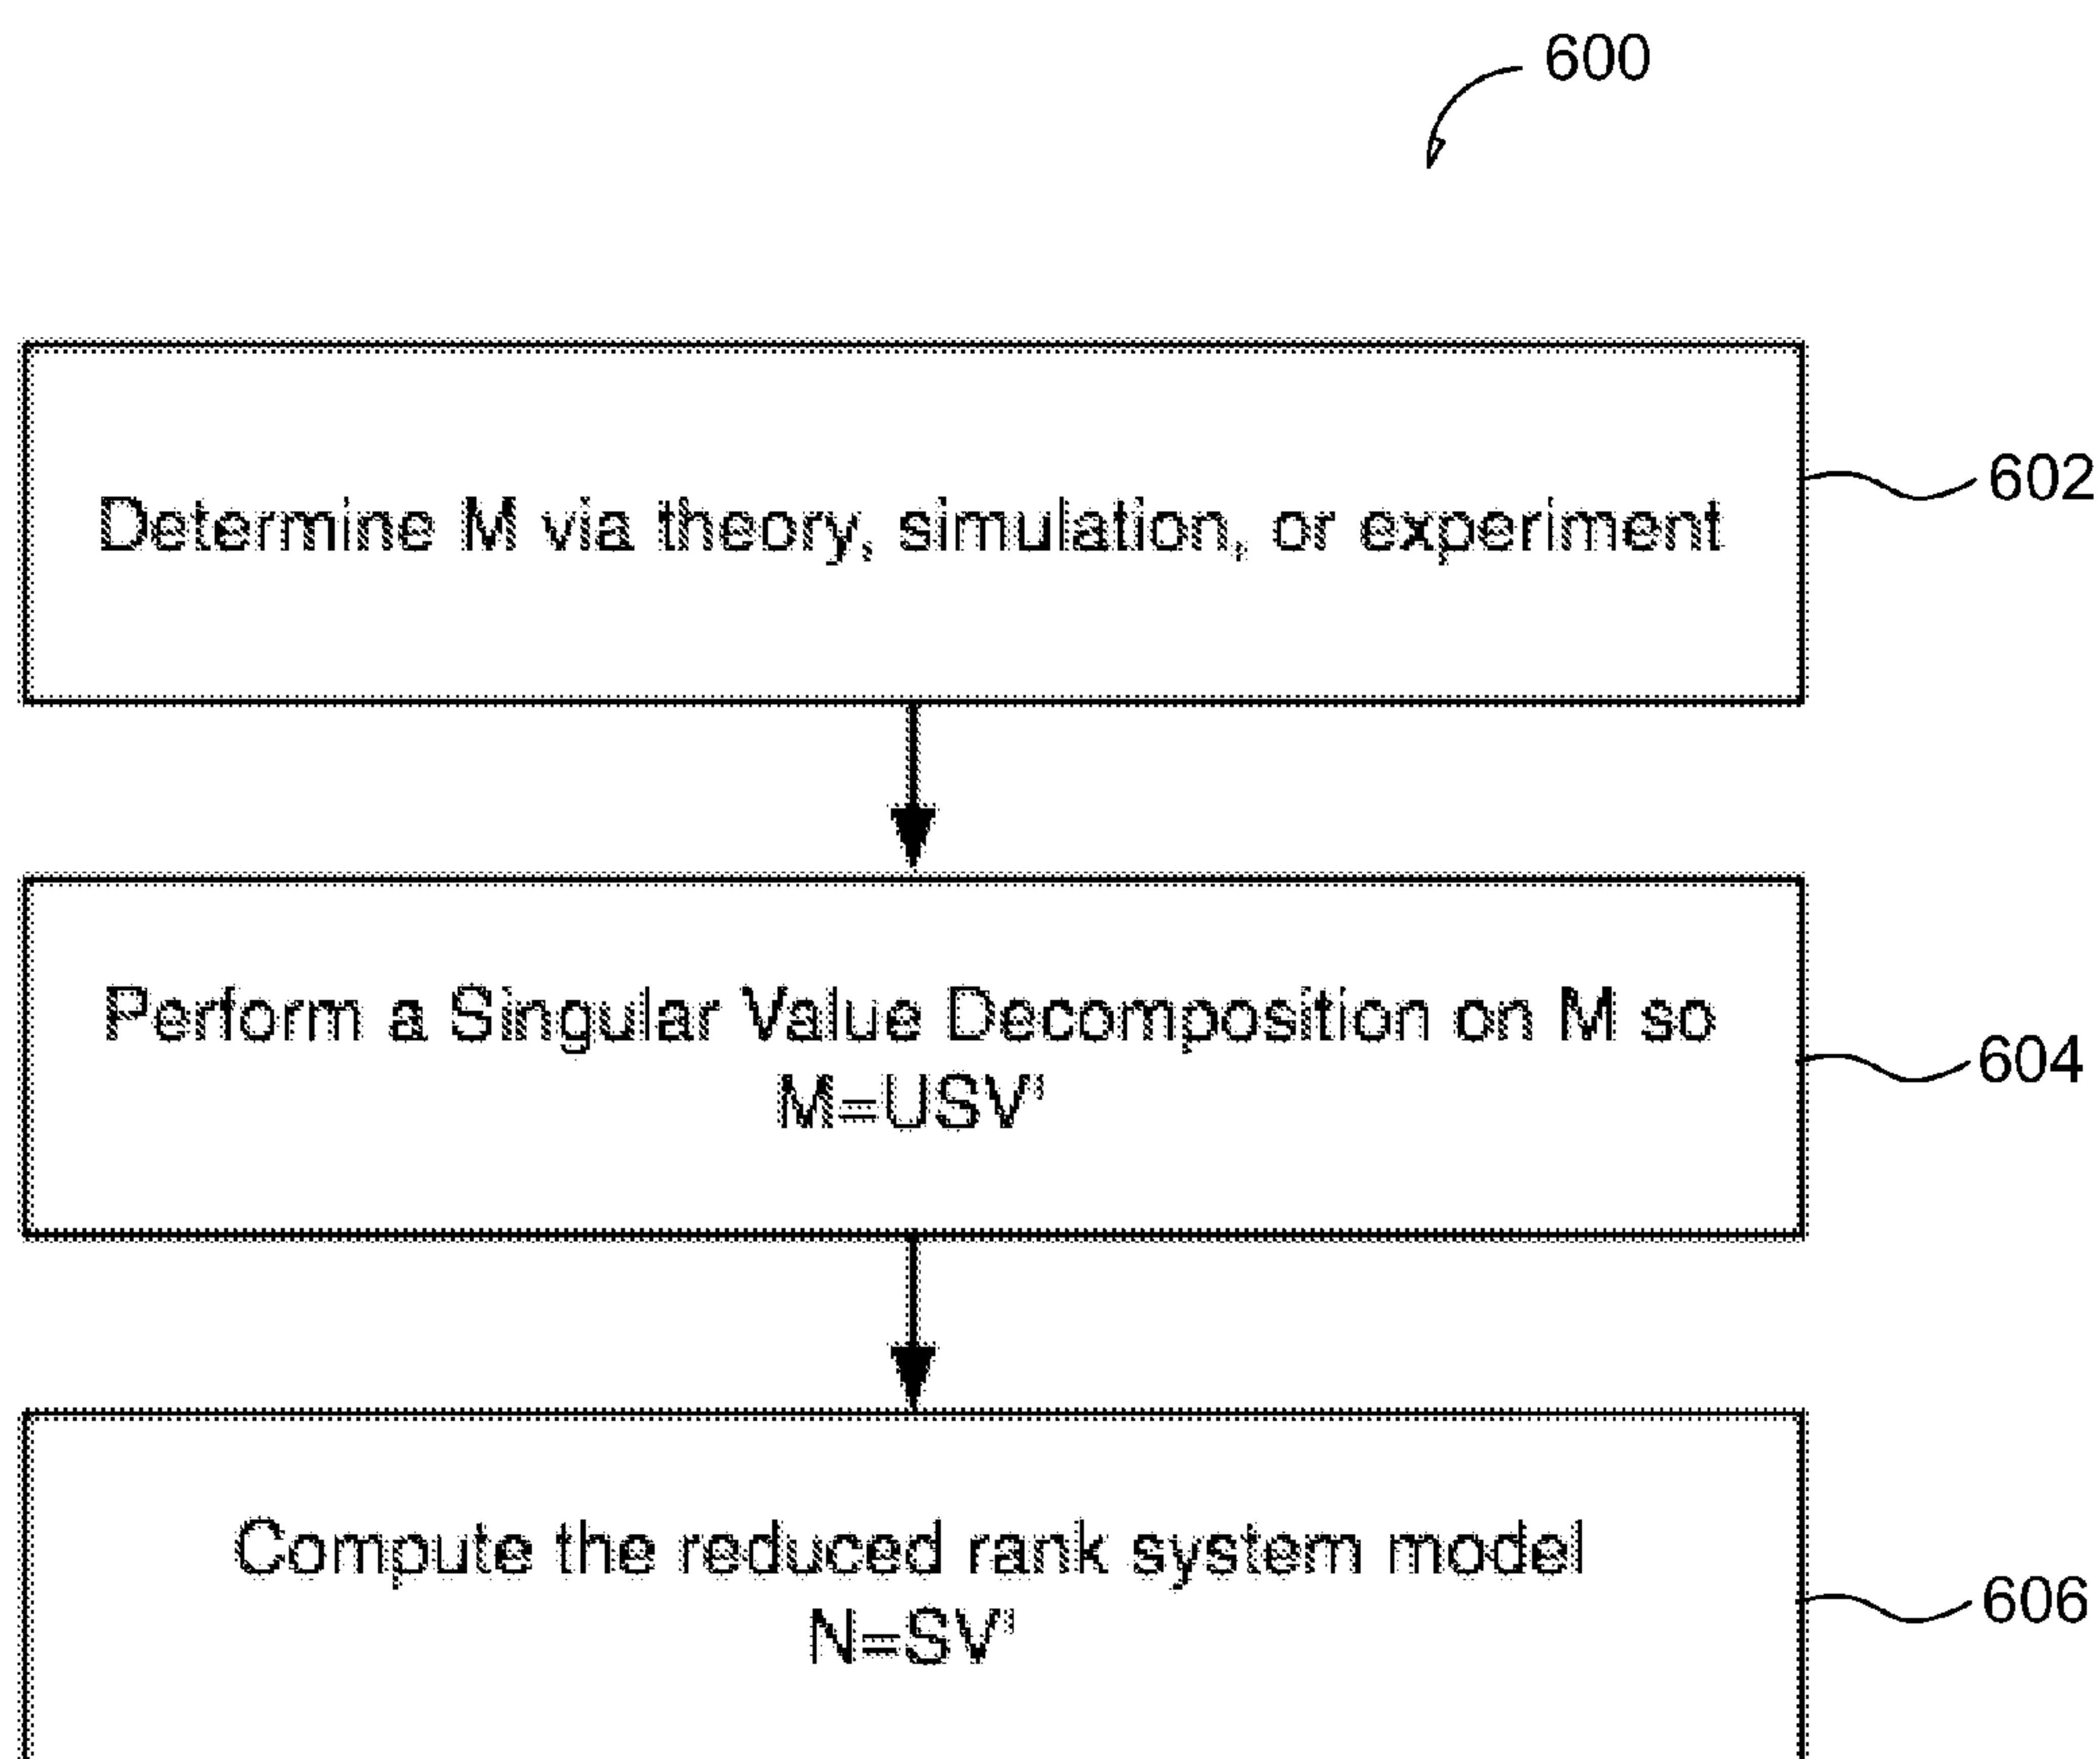 600
Determine M via theory, simulation, or experiment
602
Perform a Singular Value Decomposition on M so
M=USV'
604
Compute the reduced rank system model
N=SV'
606